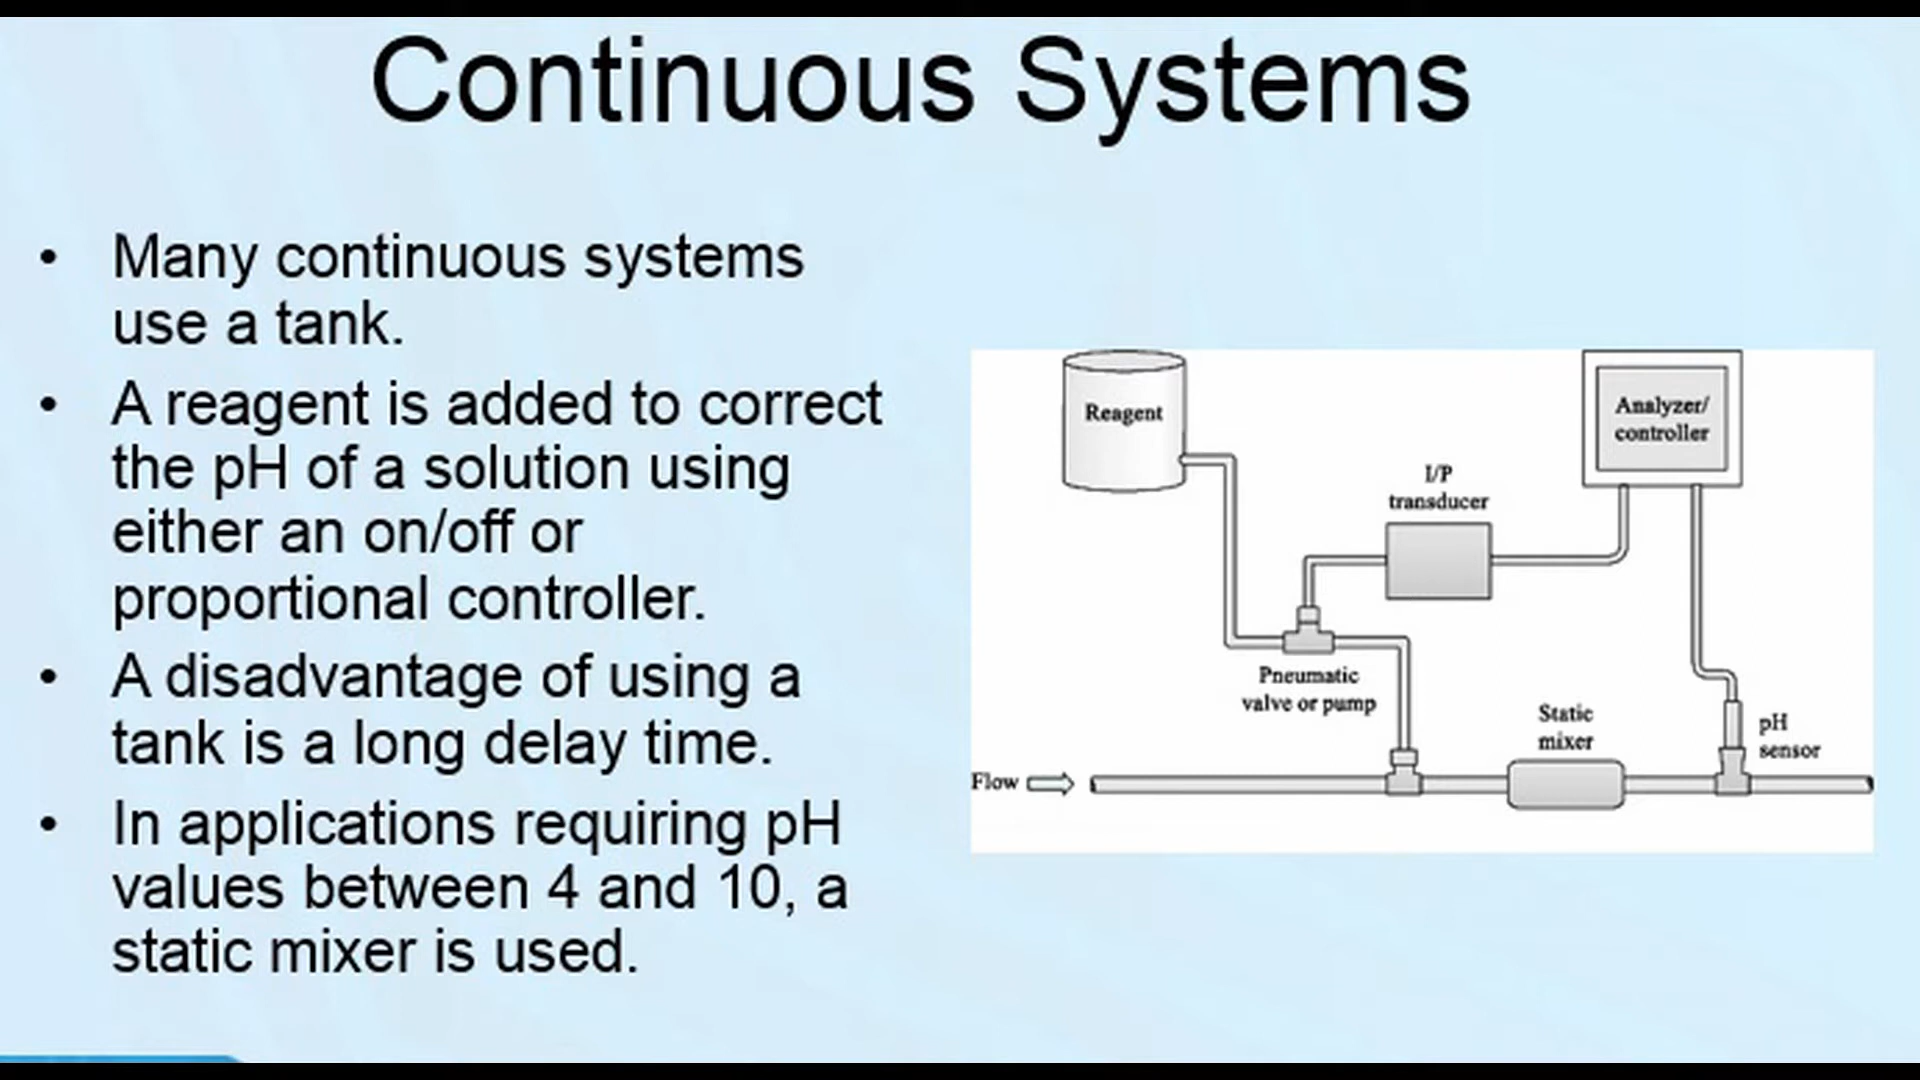 Continuous Systems
• Many continuous systems
use a tank.
• A reagent is added to correct
the pH of a solution using
either an on/off or
proportional controller.
• A disadvantage of using a
tank is a long delay time.
• In applications requiring pH
values between 4 and 10, a
static mixer is used.
Reagent
Analyzer/
controller
I/P
transducer
Pneumatic
valve or pump
Static
mixer
pH
sensor
Flow